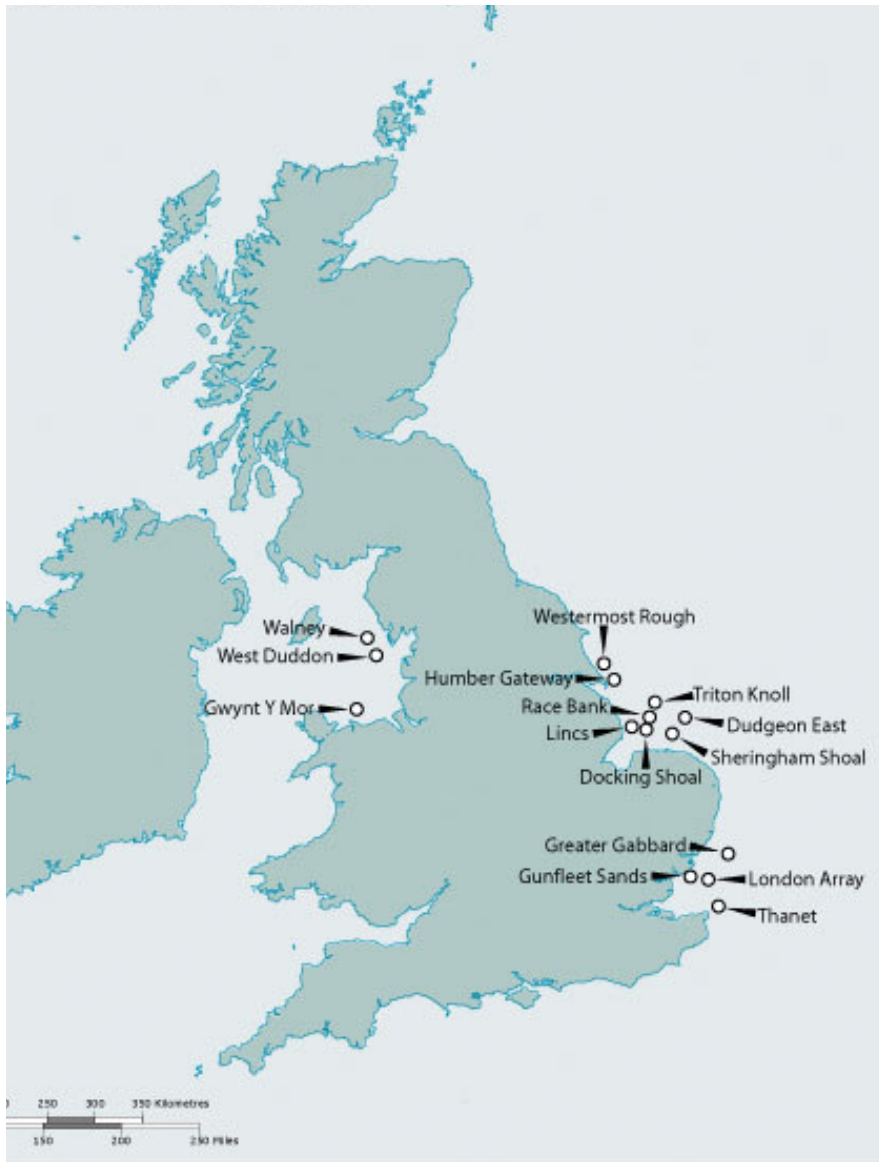 Westermost Rough
Walney
West Duddon
Humber Gateway
Triton Knoll
Gwynt Y Mor
Race Bank
Dudgeon East
Lincs
Sheringham Shoal
Docking Shoal
Greater Gabbard
Gunfleet Sands
London Array
Thanet
250 300 350 Kilometres
150 200 250 Miles